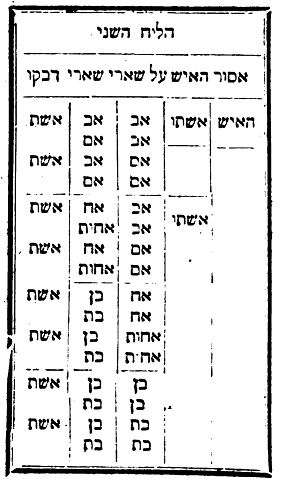 הליח השני
אסור האיש על שארי שארי דבקו
האיש אשתו אב אב אשת
אב אם
אם אב אשת
אם אם
אשתו אב אח אשת
אב אחית
אם אח אשת
אם אחות
אח בן אשת
אח בת
אחות בן אשת
אחית בת
בן בן אשת
בן בת
בת בן אשת
בת בת